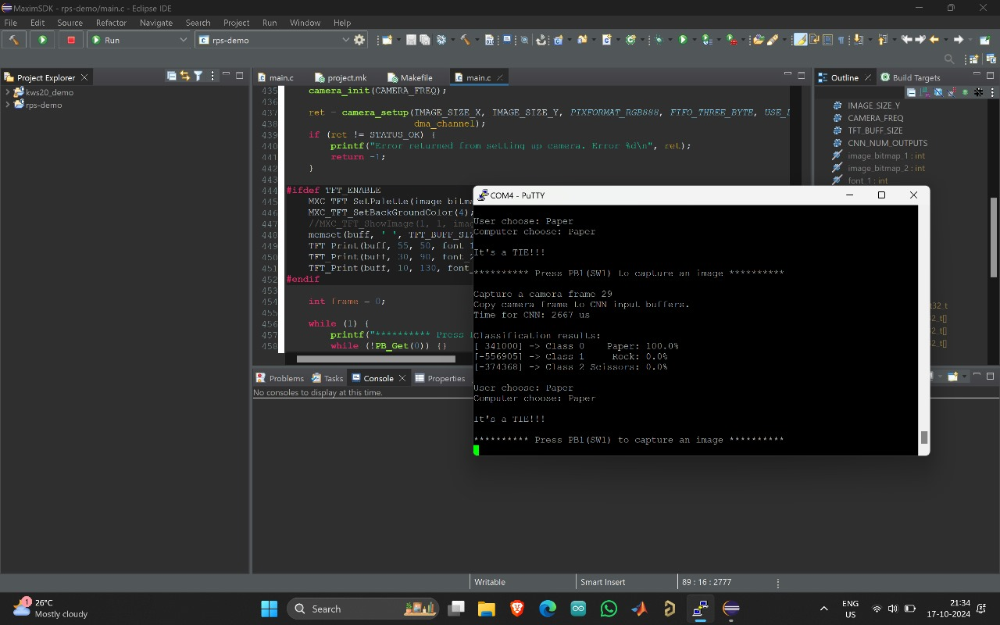 MaximSDK - rps-demo/main.c - Eclipse IDE
File Edit Source Refactor Navigate Search Project Run Window Help
Run
rps-demo
Project Explorer
kws20_demo
rps-demo
main.c
project.mk
Makefile
main.c
435 camera_init(CAMERA_FREQ);
436
437 ret = camera_setup(IMAGE_SIZE_X, IMAGE_SIZE_Y, PIXFORMAT_RGB888, FIFO_THREE_BYTE, USE_
438 dma_channel);
439 if (ret != STATUS_OK) {
440 printf("Error returned from setting up camera. Error %d\n", ret);
441 return -1;
442 }
443
444 #ifdef TFT_ENABLE
445 MXC_TFT_SetPalette(image_bitma
446 MXC_TFT_SetBackGroundColor(4);
447 //MXC_TFT_ShowImage(1, 1, imag
448 memset(buff, ' ', TFT_BUFF_SIZ
449 TFT_Print(buff, 55, 50, font_1
450 TFT_Print(buff, 30, 90, font_2
451 TFT_Print(buff, 10, 130, font_
452 #endif
453
454 int frame = 0;
455
456 while (1) {
457 printf("********** Press
458 while (!PB_Get(0)) {}
Outline
Build Targets
IMAGE_SIZE_Y
CAMERA_FREQ
TFT_BUFF_SIZE
CNN_NUM_OUTPUTS
image_bitmap_1 : int
image_bitmap_2 : int
font_1 : int
32_t
32_t[]
32_t[]
32_t[]
COM4 - PuTTY
User choose: Paper
Computer choose: Paper
It's a TIE!!!
********** Press PB1(SW1) to capture an image **********
Capture a camera frame 29
Copy camera frame to CNN input buffers.
Time for CNN: 2667 us
Classification results:
[ 341000] -> Class 0 Paper: 100.0%
[-556905] -> Class 1 Rock: 0.0%
[-374368] -> Class 2 Scissors: 0.0%
User choose: Paper
Computer choose: Paper
It's a TIE!!!
********** Press PB1(SW1) to capture an image **********
Problems
Tasks
Console
Properties
No consoles to display at this time.
Writable
Smart Insert
89 : 16 : 2777
1
26°C
Mostly cloudy
Search
ENG
US
21:34
17-10-2024